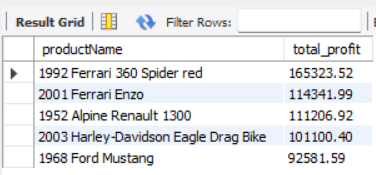 Result Grid Filter Rows:
productName total_profit
1992 Ferrari 360 Spider red 165323.52
2001 Ferrari Enzo 114341.99
1952 Alpine Renault 1300 111206.92
2003 Harley-Davidson Eagle Drag Bike 101100.40
1968 Ford Mustang 92581.59